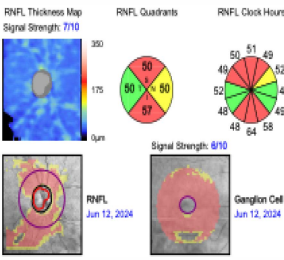 RNFL Thickness Map
Signal Strength: 7/10
350
175
0μm
RNFL Quadrants
50
S
50
T
N
50
57
RNFL Clock Hours
51
50
49
49
52
52
48
48
58
64
Signal Strength: 6/10
RNFL
Jun 12, 2024
Ganglion Cell
Jun 12, 2024